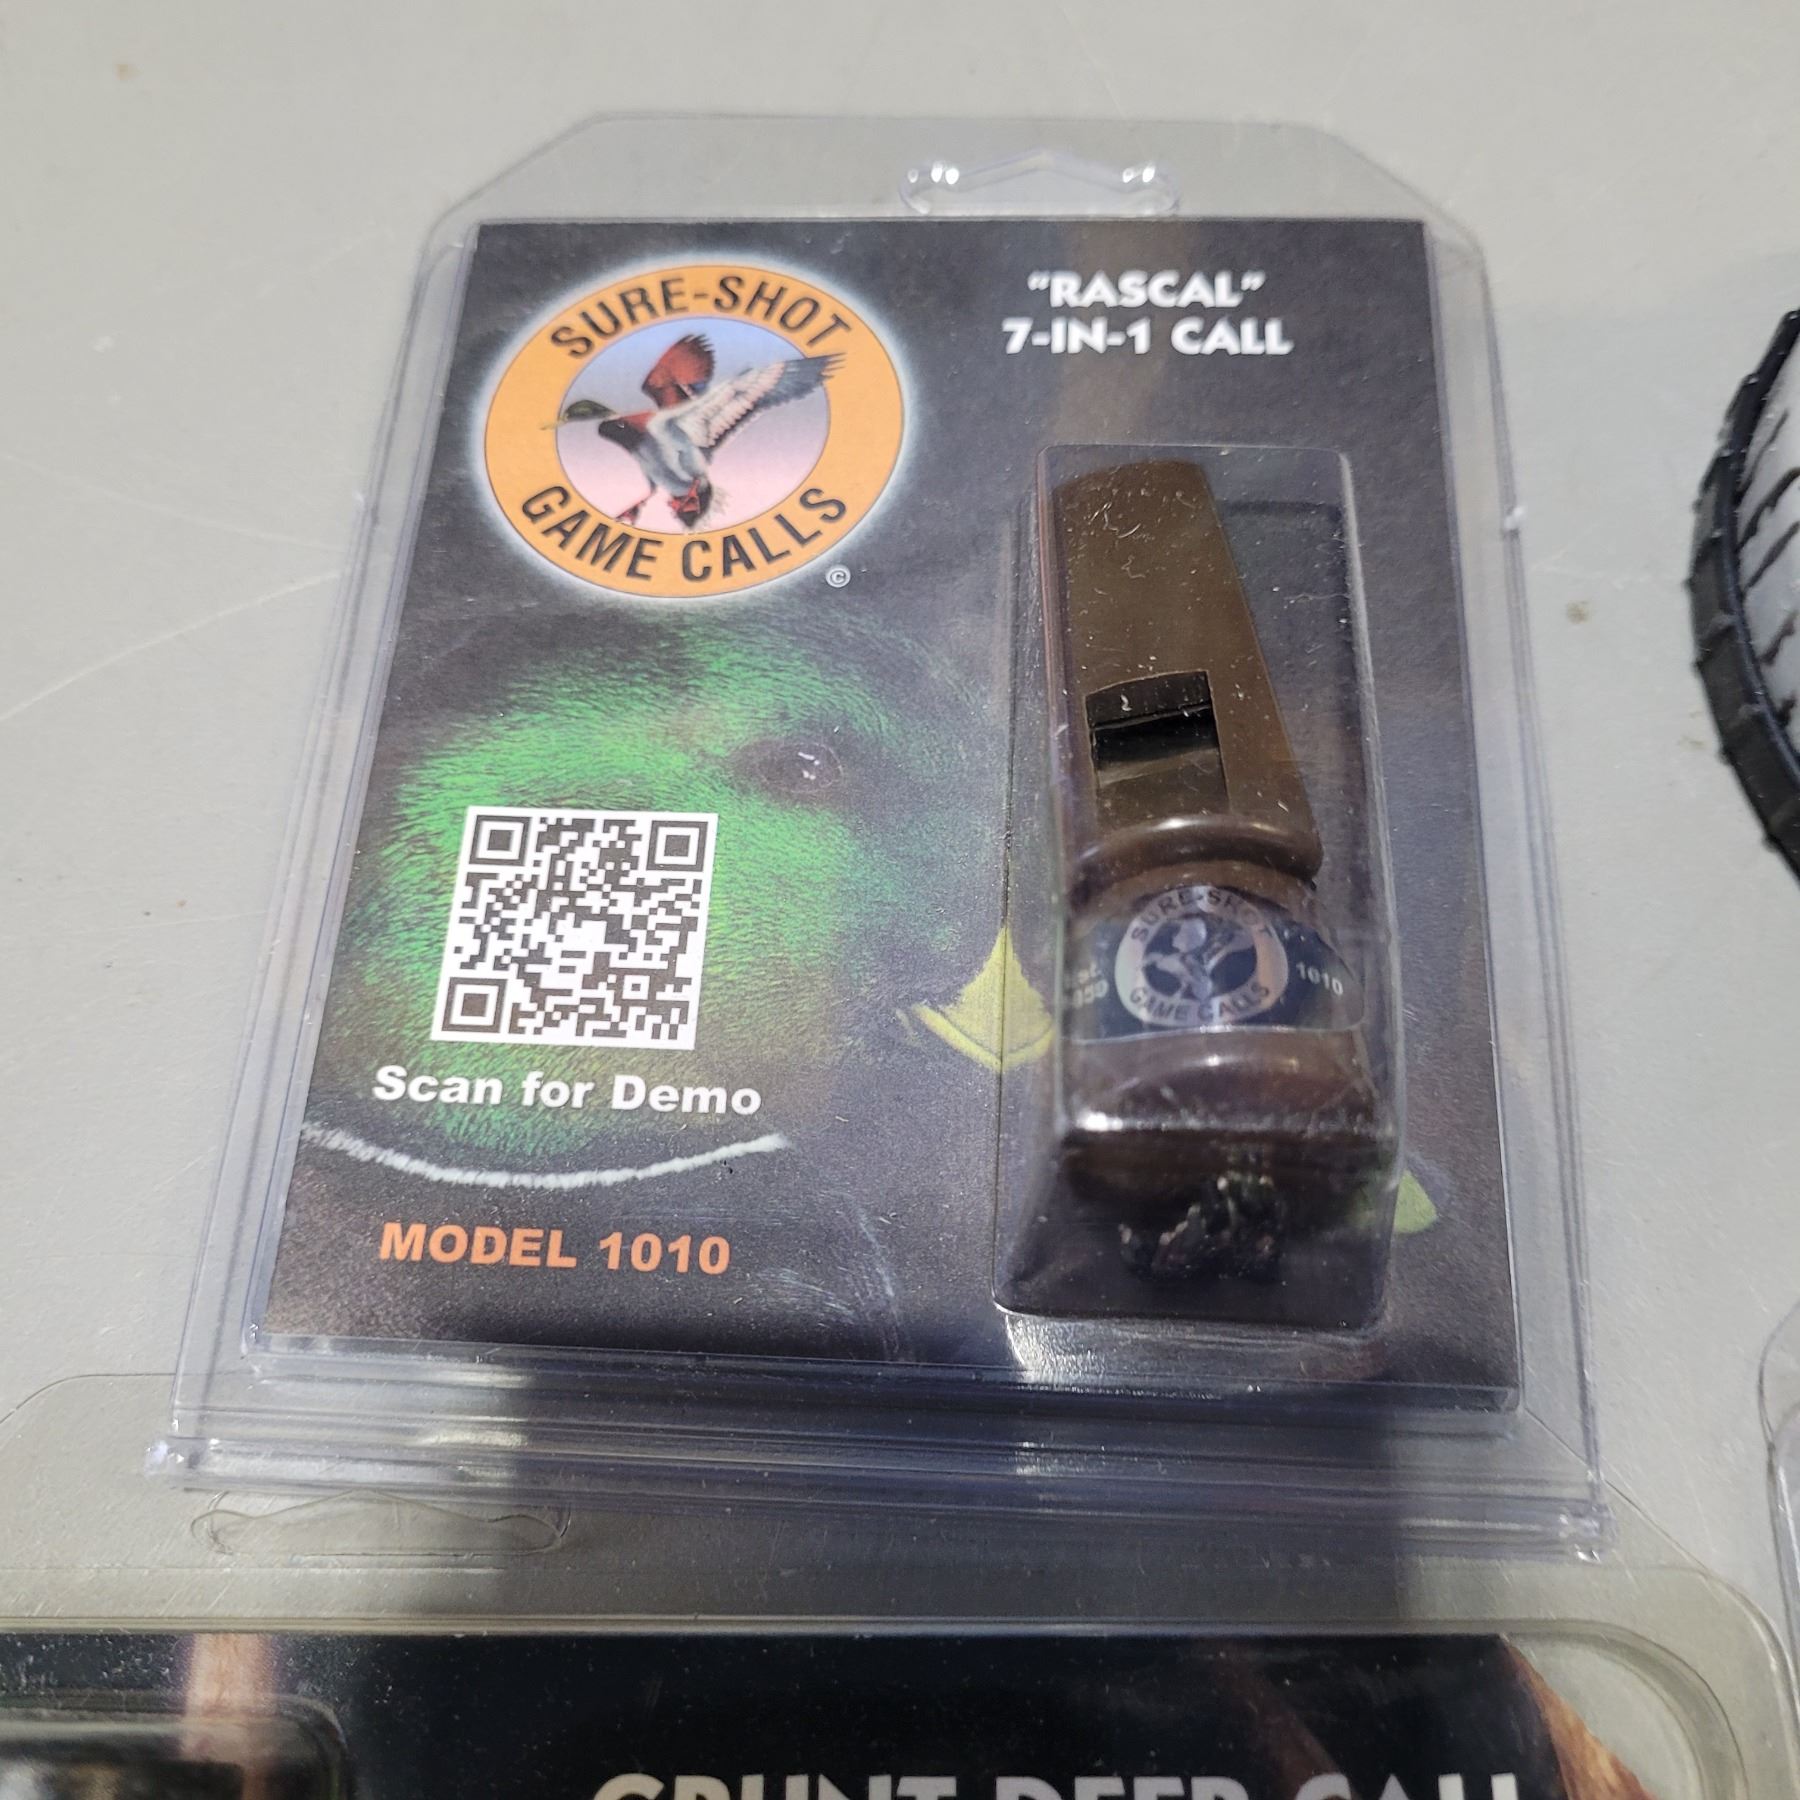 SURE-SHOT
GAME CALLS
©
"RASCAL"
7-IN-1 CALL
SURE-SHOT
GAME CALLS
1010
Scan for Demo
MODEL 1010
GRUNT DEER CALL